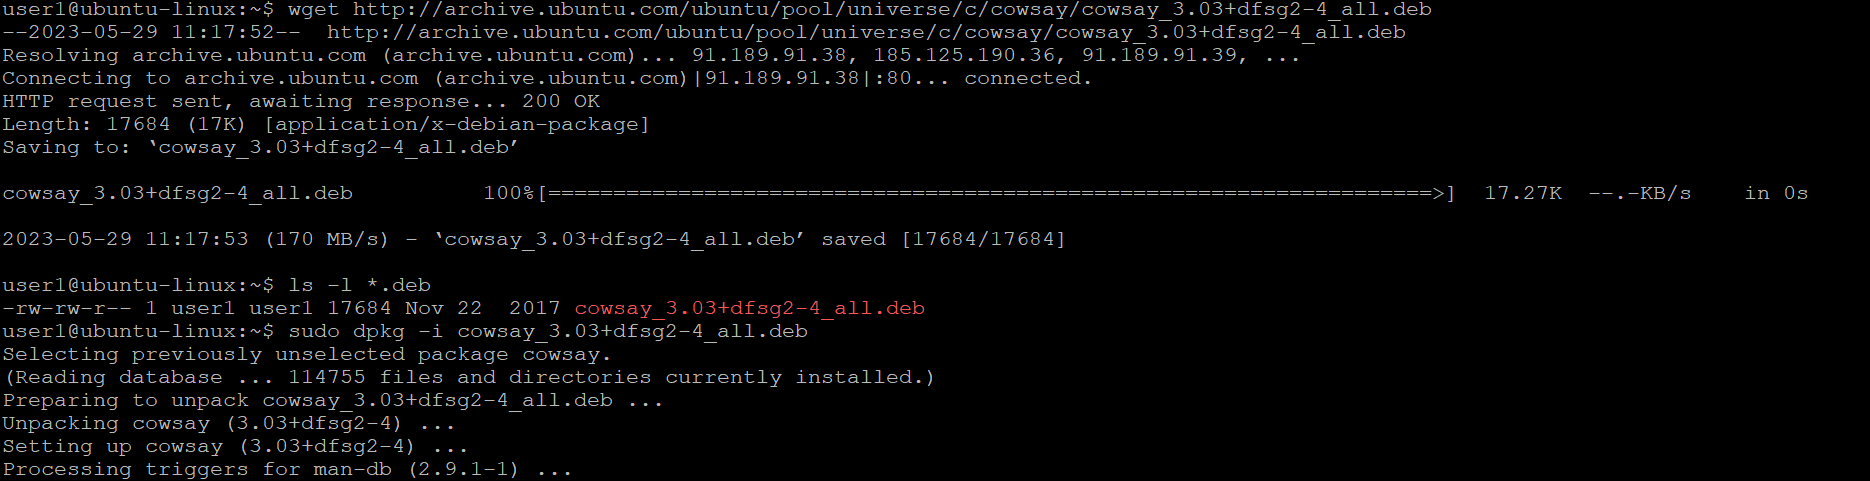 user1@ubuntu-linux:~$ wget http://archive.ubuntu.com/ubuntu/pool/universe/c/cowsay/cowsay_3.03+dfsg2-4_all.deb
--2023-05-29 11:17:52--  http://archive.ubuntu.com/ubuntu/pool/universe/c/cowsay/cowsay_3.03+dfsg2-4_all.deb
Resolving archive.ubuntu.com (archive.ubuntu.com)... 91.189.91.38, 185.125.190.36, 91.189.91.39, ...
Connecting to archive.ubuntu.com (archive.ubuntu.com)|91.189.91.38|:80... connected.
HTTP request sent, awaiting response... 200 OK
Length: 17684 (17K) [application/x-debian-package]
Saving to: ‘cowsay_3.03+dfsg2-4_all.deb’
cowsay_3.03+dfsg2-4_all.deb          100%[====================================================================>]  17.27K  --.-KB/s    in 0s
2023-05-29 11:17:53 (170 MB/s) - ‘cowsay_3.03+dfsg2-4_all.deb’ saved [17684/17684]
user1@ubuntu-linux:~$ ls -l *.deb
-rw-rw-r-- 1 user1 user1 17684 Nov 22  2017 cowsay_3.03+dfsg2-4_all.deb
user1@ubuntu-linux:~$ sudo dpkg -i cowsay_3.03+dfsg2-4_all.deb
Selecting previously unselected package cowsay.
(Reading database ... 114755 files and directories currently installed.)
Preparing to unpack cowsay_3.03+dfsg2-4_all.deb ...
Unpacking cowsay (3.03+dfsg2-4) ...
Setting up cowsay (3.03+dfsg2-4) ...
Processing triggers for man-db (2.9.1-1) ...